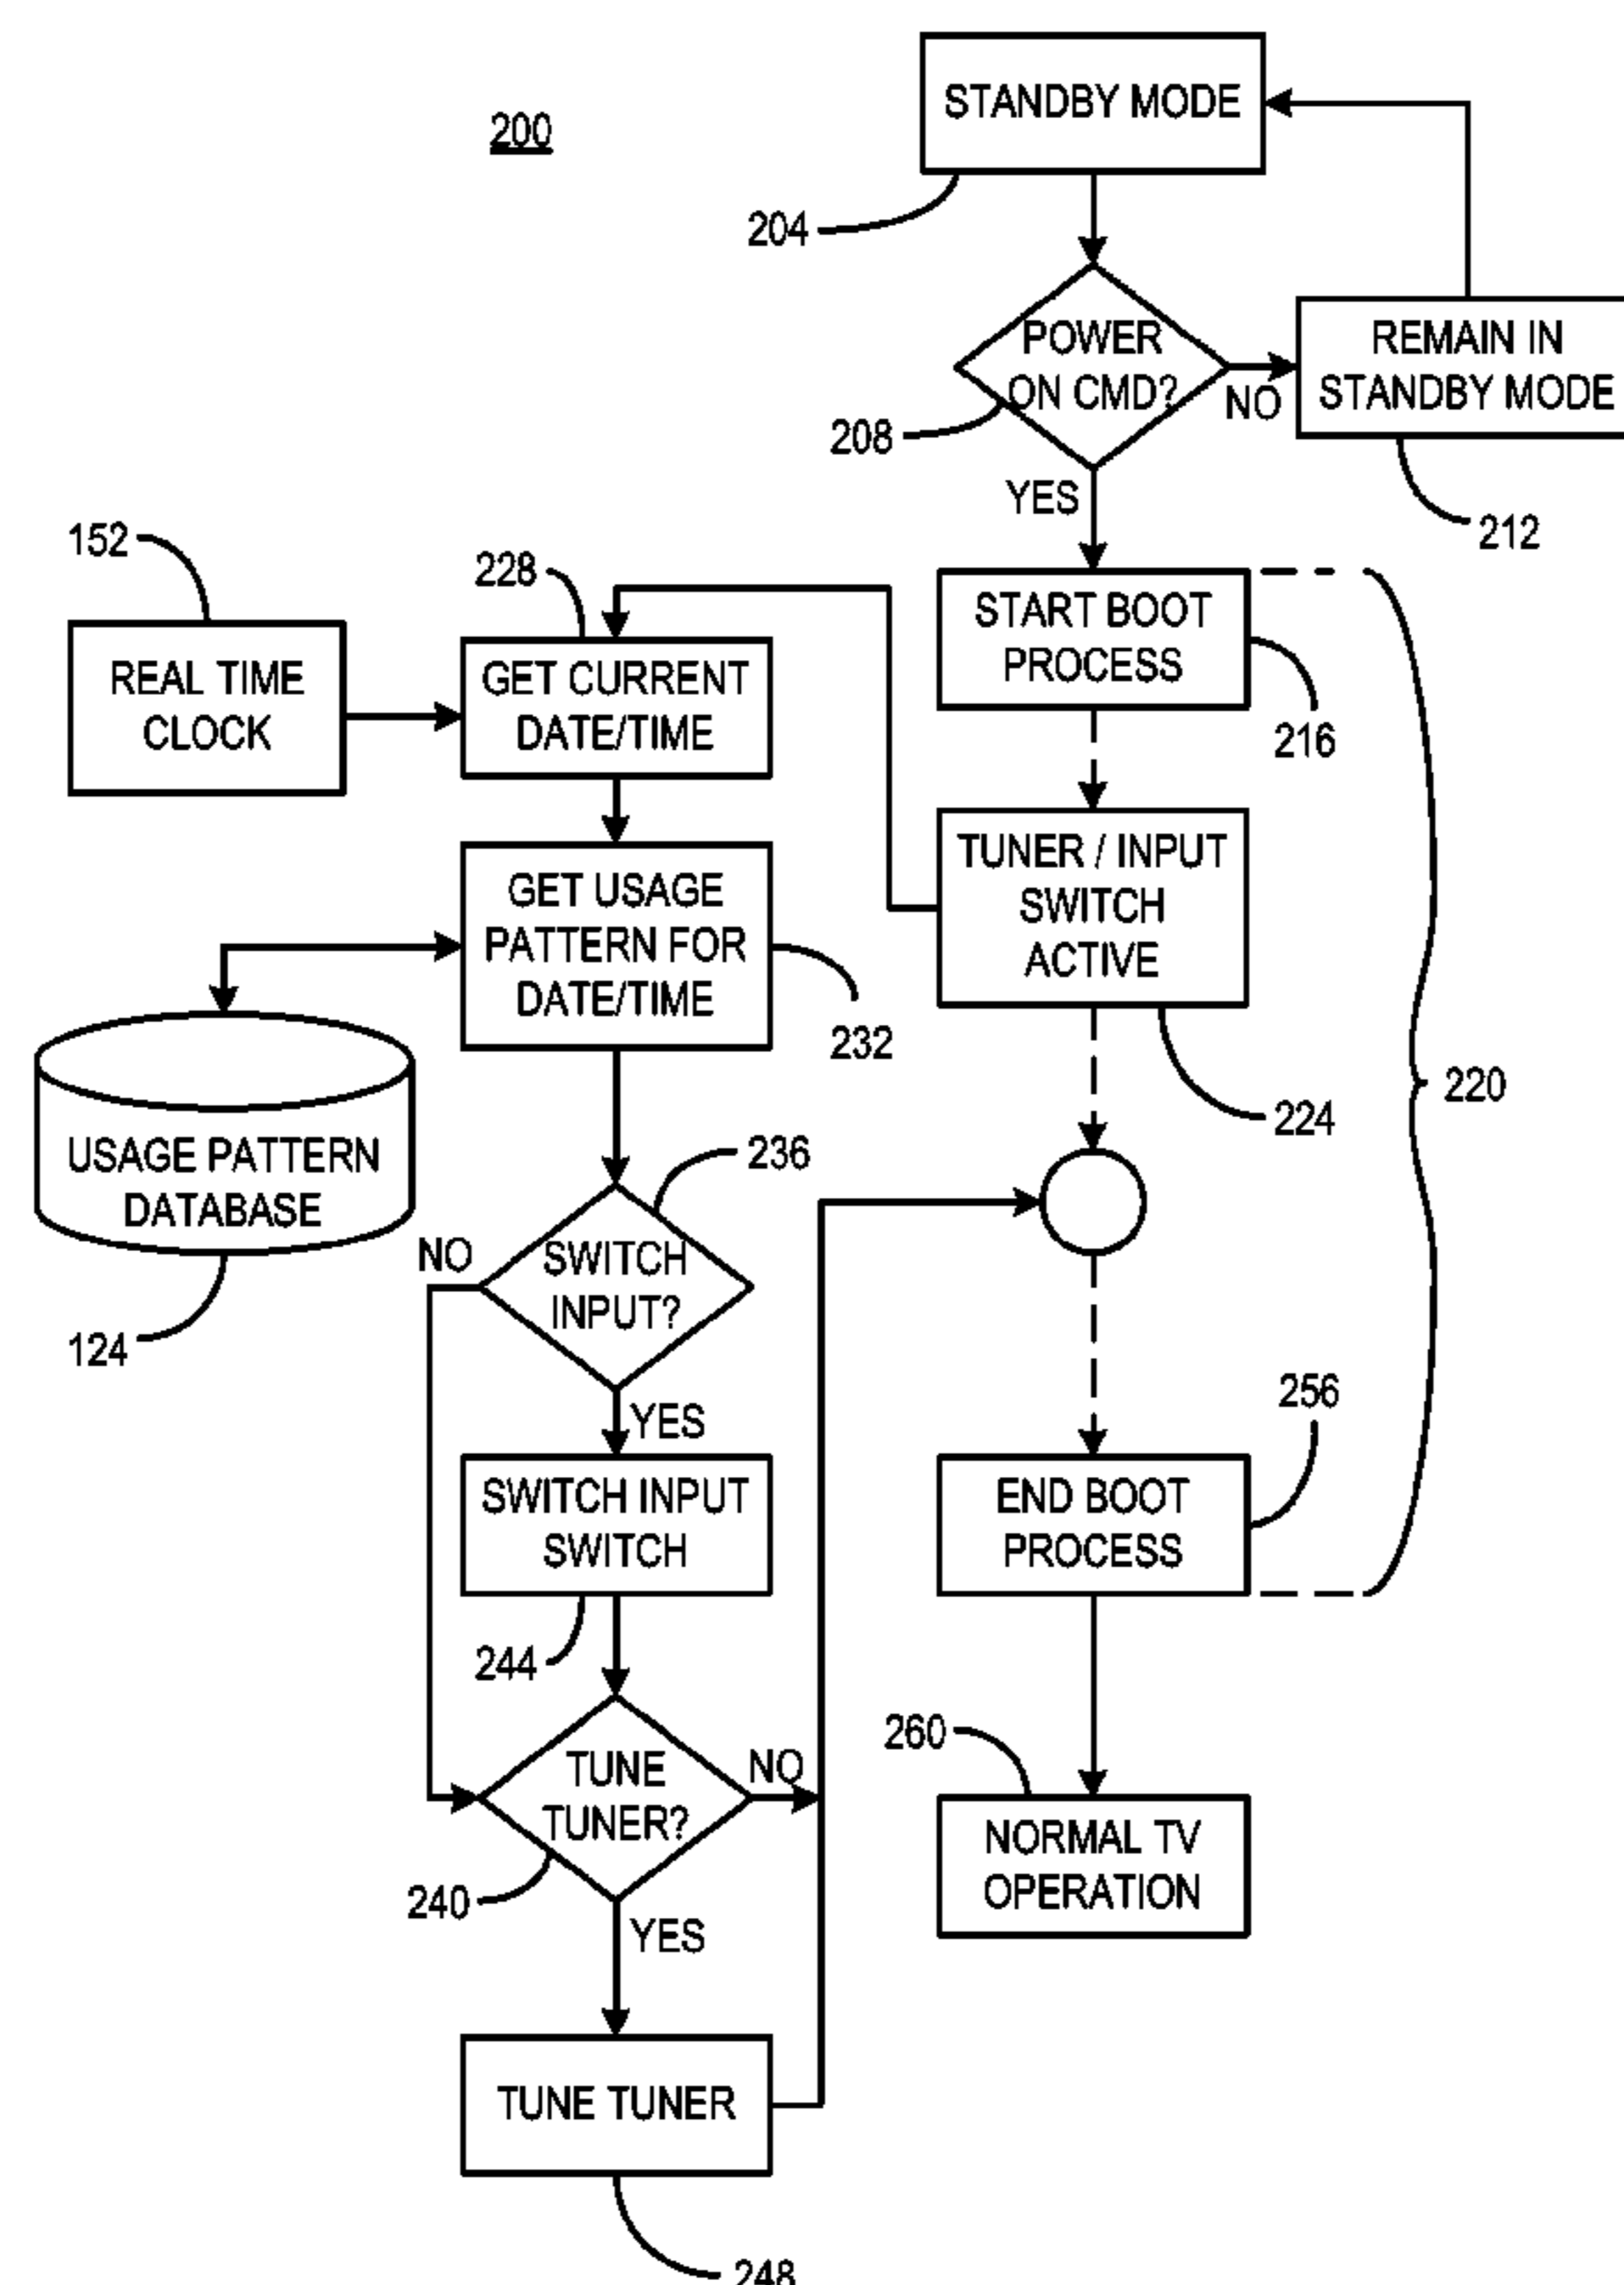 200
STANDBY MODE
204
POWER
ON CMD?
NO
REMAIN IN
STANDBY MODE
208
212
YES
152
228
START BOOT
PROCESS
REAL TIME
CLOCK
GET CURRENT
DATE/TIME
216
TUNER / INPUT
SWITCH
ACTIVE
GET USAGE
PATTERN FOR
DATE/TIME
232
224
220
USAGE PATTERN
DATABASE
124
236
NO
SWITCH
INPUT?
YES
256
SWITCH INPUT
SWITCH
END BOOT
PROCESS
244
260
TUNE
TUNER?
NO
240
YES
NORMAL TV
OPERATION
TUNE TUNER
248